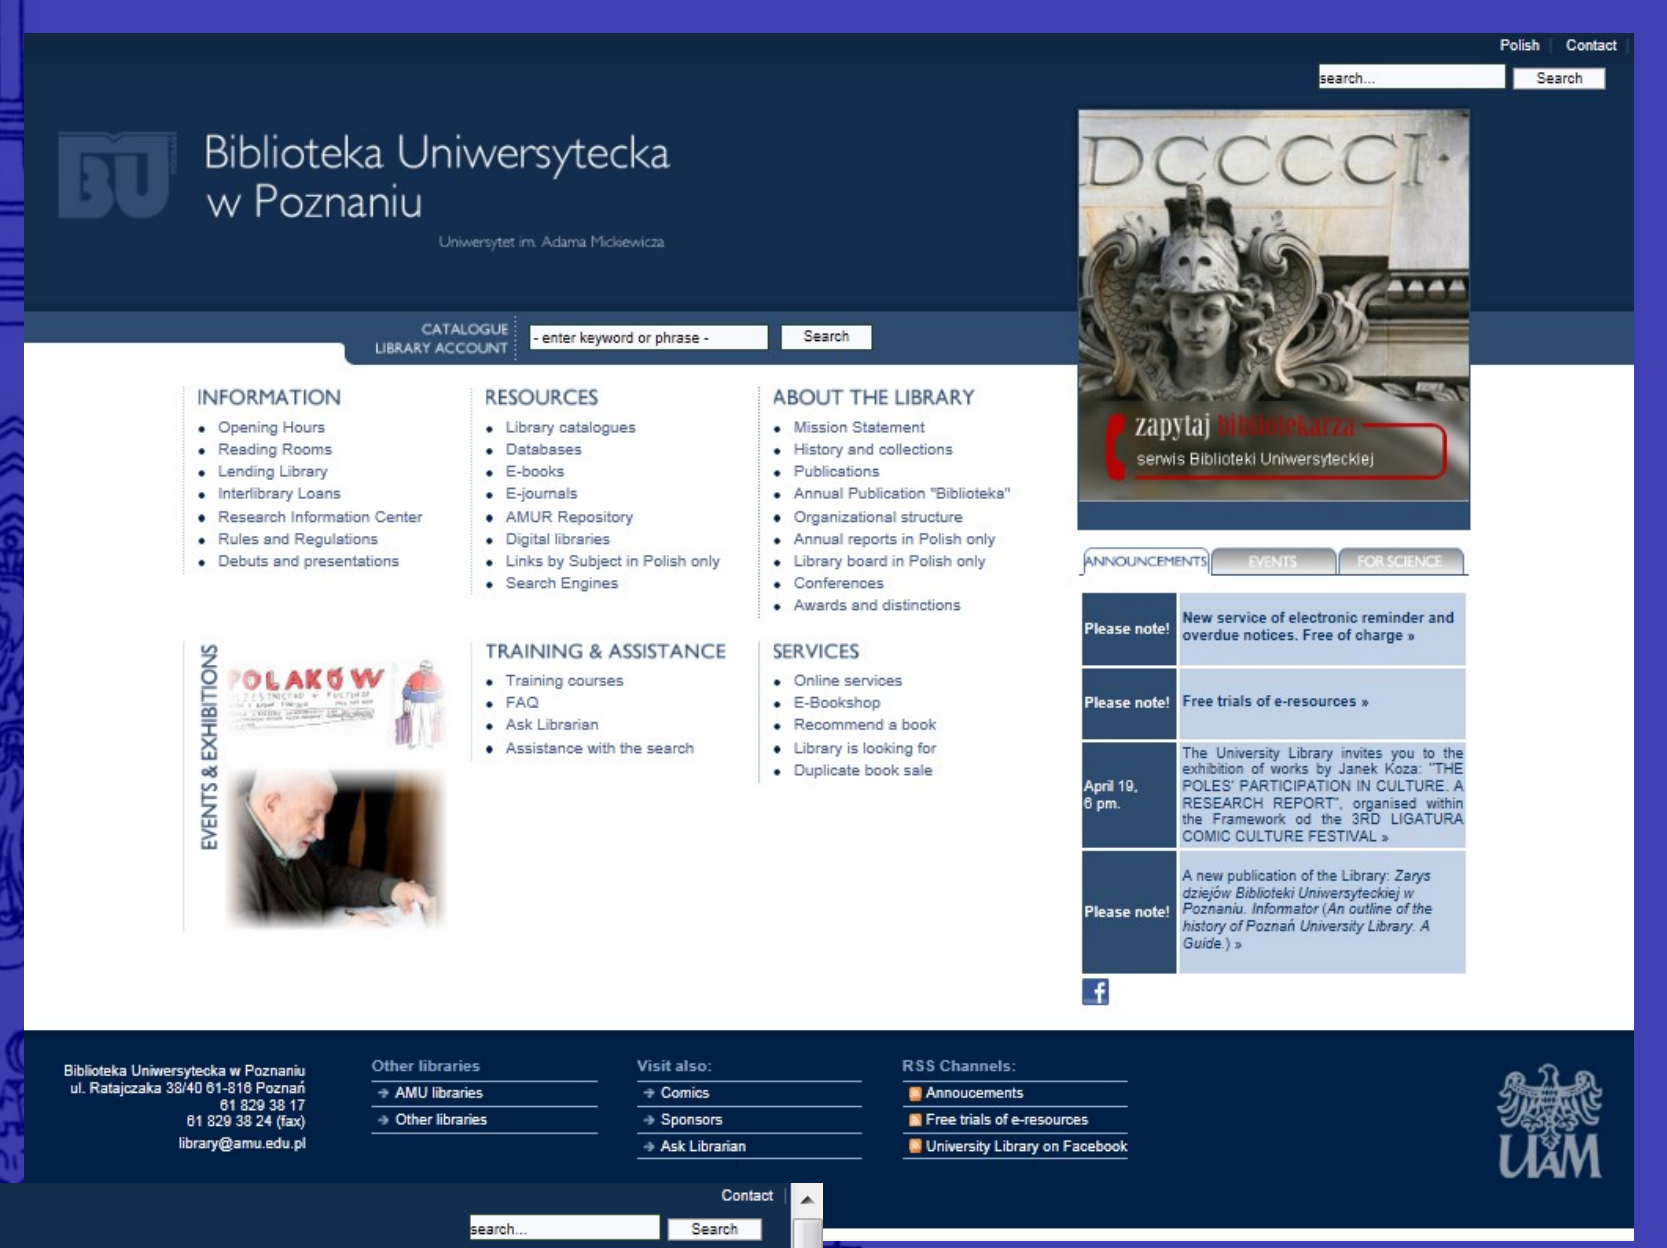 Polish
Contact
search...
Search
BU
Biblioteka Uniwersytecka
w Poznaniu
Uniwersytet im. Adama Mickiewicza
DCCCCI
zapytaj bibliotekarza
serwis Biblioteki Uniwersyteckiej
CATALOGUE
LIBRARY ACCOUNT
- enter keyword or phrase -
Search
INFORMATION
Opening Hours
Reading Rooms
Lending Library
Interlibrary Loans
Research Information Center
Rules and Regulations
Debuts and presentations
RESOURCES
Library catalogues
Databases
E-books
E-journals
AMUR Repository
Digital libraries
Links by Subject in Polish only
Search Engines
ABOUT THE LIBRARY
Mission Statement
History and collections
Publications
Annual Publication "Biblioteka"
Organizational structure
Annual reports in Polish only
Library board in Polish only
Conferences
Awards and distinctions
EVENTS & EXHIBITIONS
POLAKÓW
TRAINING & ASSISTANCE
Training courses
FAQ
Ask Librarian
Assistance with the search
SERVICES
Online services
E-Bookshop
Recommend a book
Library is looking for
Duplicate book sale
ANNOUNCEMENTS
EVENTS
FOR SCIENCE
Please note!
New service of electronic reminder and
overdue notices. Free of charge »
Please note!
Free trials of e-resources »
April 19,
6 pm.
The University Library invites you to the
exhibition of works by Janek Koza: "THE
POLES' PARTICIPATION IN CULTURE. A
RESEARCH REPORT", organised within
the Framework od the 3RD LIGATURA
COMIC CULTURE FESTIVAL »
Please note!
A new publication of the Library: Zarys
dziejów Biblioteki Uniwersyteckiej w
Poznaniu. Informator (An outline of the
history of Poznań University Library. A
Guide.) »
f
Biblioteka Uniwersytecka w Poznaniu
ul. Ratajczaka 38/40 61-816 Poznań
61 829 38 17
61 829 38 24 (fax)
library@amu.edu.pl
Other libraries
AMU libraries
Other libraries
Visit also:
Comics
Sponsors
Ask Librarian
RSS Channels:
Annoucements
Free trials of e-resources
University Library on Facebook
UAM
Contact
search...
Search